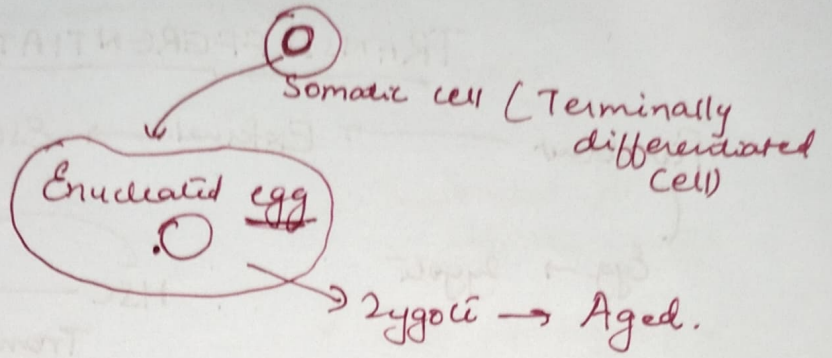 Somatic cell (Terminally
differentiated
Cell)
Enucleated egg
Zygote → Aged.